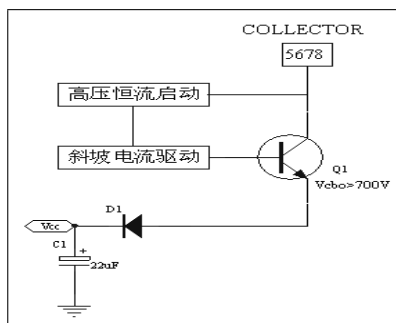 COLLECTOR
5678
高压恒流启动
斜坡电流驱动
Q1
Vcbo>700V
D1
Vcc
C1
+
22uF